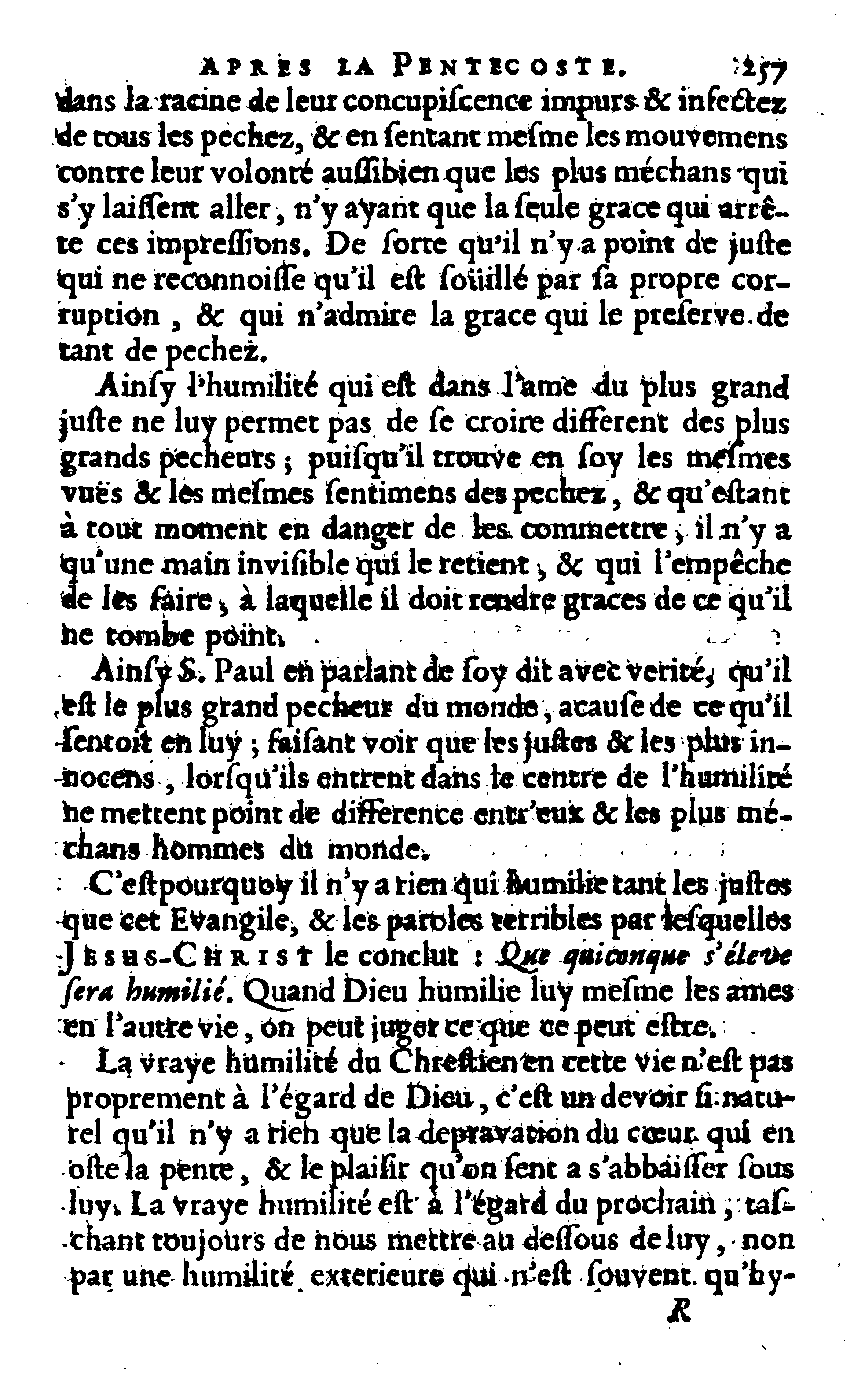 APRES LA PENTECOSTE. 257
dans la racine de leur concupiſcence impurs & infectez
de tous les pechez, & en ſentant meſme les mouvemens
contre leur volonté auſſibien que les plus méchans qui
s'y laiſſent aller, n'y ayant que la ſeule grace qui arrê-
te ces impreſſions. De ſorte qu'il n'y a point de juſte
qui ne reconnoiſſe qu'il eſt ſoüillé par ſa propre cor-
ruption, & qui n'admire la grace qui le preſerve de
tant de pechez.
Ainſy l'humilité qui eſt dans l'ame du plus grand
juſte ne luy permet pas de ſe croire different des plus
grands pecheurs; puiſqu'il trouve en ſoy les meſmes
vuës & les meſmes ſentimens des pechez, & qu'eſtant
à tout moment en danger de les commettre, il n'y a
qu'une main inviſible qui le retient, & qui l'empêche
de les faire, à laquelle il doit rendre graces de ce qu'il
ne tombe point.
Ainſy S. Paul en parlant de ſoy dit avec verité, qu'il
eſt le plus grand pecheur du monde, acauſe de ce qu'il
ſentoit en luy; faiſant voir que les juſtes & les plus in-
nocens, lorſqu'ils entrent dans le centre de l'humilité
ne mettent point de difference entr'eux & les plus mé-
chans hommes du monde.
C'eſtpourquoy il n'y a rien qui humilie tant les juſtes
que cet Evangile, & les paroles terribles par leſquelles
JESUS-CHRIST le conclut : Que quiconque s'éleve
ſera humilié. Quand Dieu humilie luy meſme les ames
en l'autre vie, on peut juger ce que ce peut eſtre.
La vraye humilité du Chreſtien en cette vie n'eſt pas
proprement à l'égard de Dieu, c'eſt un devoir ſi natu-
rel qu'il n'y a rien que la depravation du cœur qui en
oſte la pente, & le plaiſir qu'on ſent a s'abbaiſſer ſous
luy. La vraye humilité eſt à l'égard du prochain, taſ-
chant toujours de nous mettre au deſſous de luy, non
par une humilité exterieure qui n'eſt ſouvent qu'hy-
R